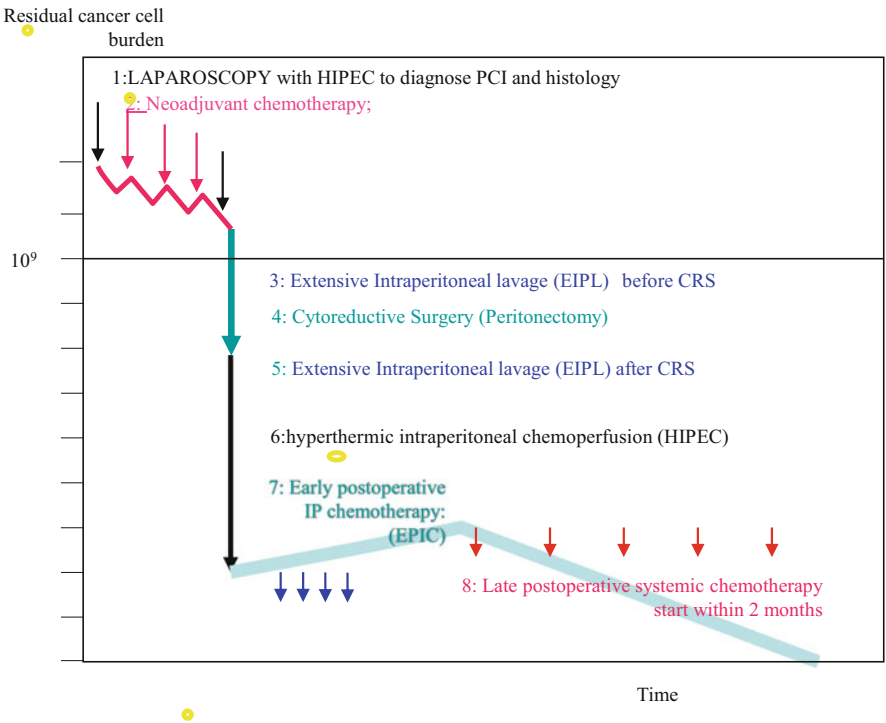 Residual cancer cell
burden
1:LAPAROSCOPY with HIPEC to diagnose PCI and histology
2: Neoadjuvant chemotherapy;
10⁹
3: Extensive Intraperitoneal lavage (EIPL) before CRS
4: Cytoreductive Surgery (Peritonectomy)
5: Extensive Intraperitoneal lavage (EIPL) after CRS
6:hyperthermic intraperitoneal chemoperfusion (HIPEC)
7: Early postoperative
IP chemotherapy:
(EPIC)
8: Late postoperative systemic chemotherapy
start within 2 months
Time